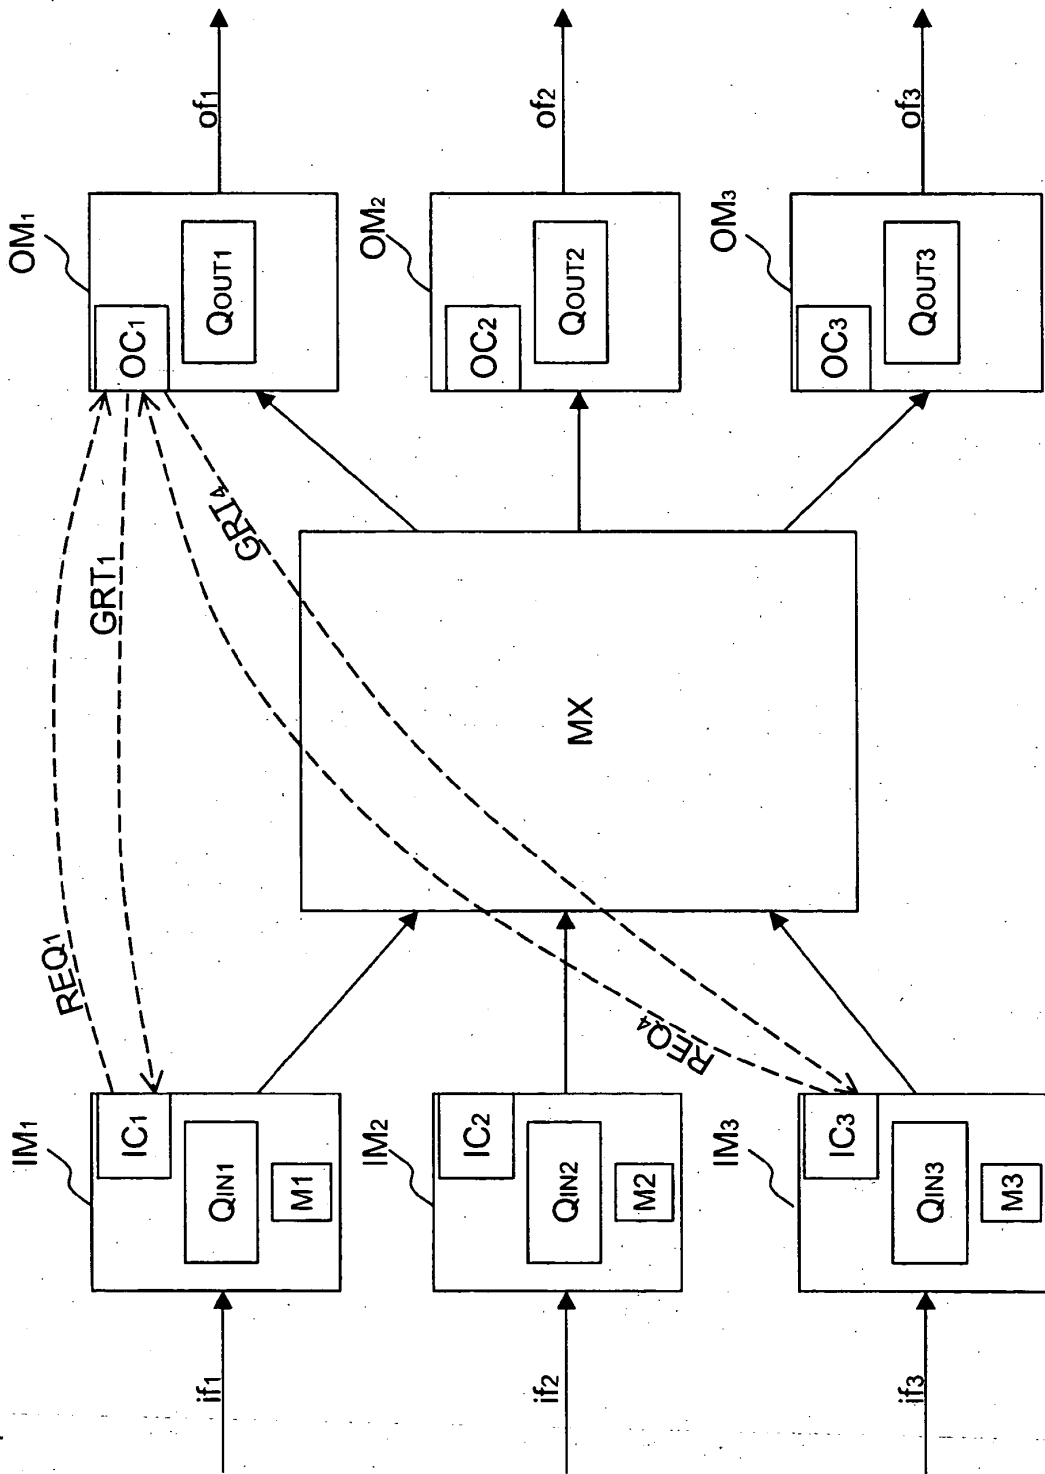 OM1
OC1
QOUT1
of1
OM2
OC2
QOUT2
of2
OM3
OC3
QOUT3
of3
REQ1
GRT1
GRI4
MX
REQ4
IM1
IC1
QIN1
M1
if1
IM2
IC2
QIN2
M2
if2
IM3
IC3
QIN3
M3
if3